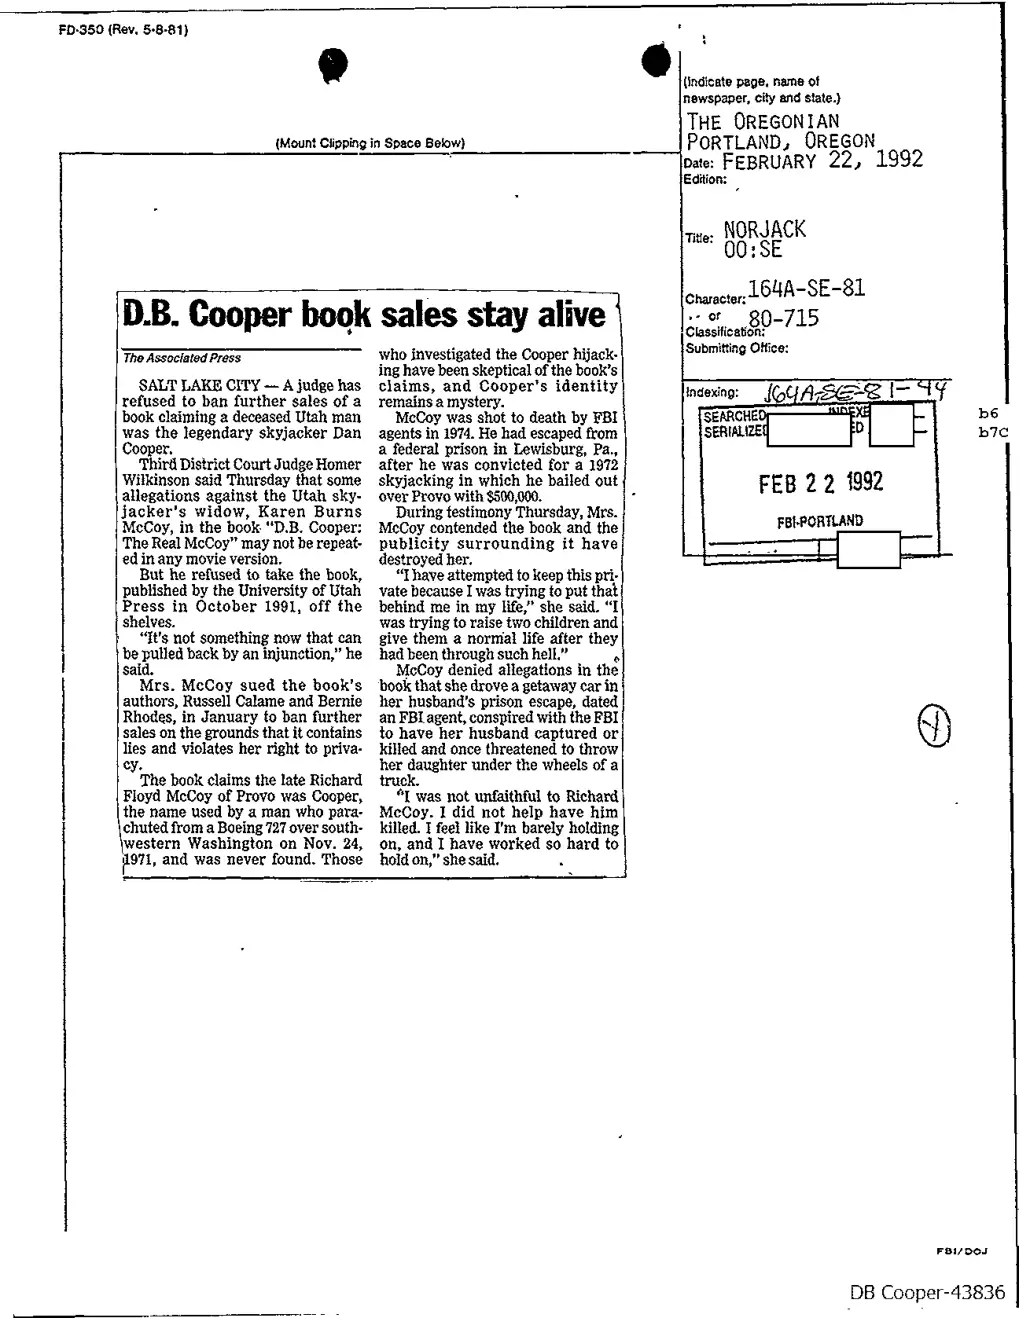 FD-350 (Rev. 5-8-81)
(Mount Clipping in Space Below)
(Indicate page, name of
newspaper, city and state.)
THE OREGONIAN
PORTLAND, OREGON
Date: FEBRUARY 22, 1992
Edition:
Title: NORJACK
OO:SE
Character: 164A-SE-81
or 80-715
Classification:
Submitting Office:
Indexing: 164A-SE-81-94
SEARCHED INDEXE
SERIALIZED ED
b6
b7C
FEB 22 1992
FBI-PORTLAND
D.B. Cooper book sales stay alive
The Associated Press
SALT LAKE CITY — A judge has
refused to ban further sales of a
book claiming a deceased Utah man
was the legendary skyjacker Dan
Cooper.
Third District Court Judge Homer
Wilkinson said Thursday that some
allegations against the Utah sky-
jacker's widow, Karen Burns
McCoy, in the book "D.B. Cooper:
The Real McCoy" may not be repeat-
ed in any movie version.
But he refused to take the book,
published by the University of Utah
Press in October 1991, off the
shelves.
"It's not something now that can
be pulled back by an injunction," he
said.
Mrs. McCoy sued the book's
authors, Russell Calame and Bernie
Rhodes, in January to ban further
sales on the grounds that it contains
lies and violates her right to priva-
cy.
The book claims the late Richard
Floyd McCoy of Provo was Cooper,
the name used by a man who para-
chuted from a Boeing 727 over south-
western Washington on Nov. 24,
1971, and was never found. Those
who investigated the Cooper hijack-
ing have been skeptical of the book's
claims, and Cooper's identity
remains a mystery.
McCoy was shot to death by FBI
agents in 1974. He had escaped from
a federal prison in Lewisburg, Pa.,
after he was convicted for a 1972
skyjacking in which he bailed out
over Provo with $500,000.
During testimony Thursday, Mrs.
McCoy contended the book and the
publicity surrounding it have
destroyed her.
"I have attempted to keep this pri-
vate because I was trying to put that
behind me in my life," she said. "I
was trying to raise two children and
give them a normal life after they
had been through such hell."
McCoy denied allegations in the
book that she drove a getaway car in
her husband's prison escape, dated
an FBI agent, conspired with the FBI
to have her husband captured or
killed and once threatened to throw
her daughter under the wheels of a
truck.
"I was not unfaithful to Richard
McCoy. I did not help have him
killed. I feel like I'm barely holding
on, and I have worked so hard to
hold on," she said.
FBI/DOJ
DB Cooper-43836